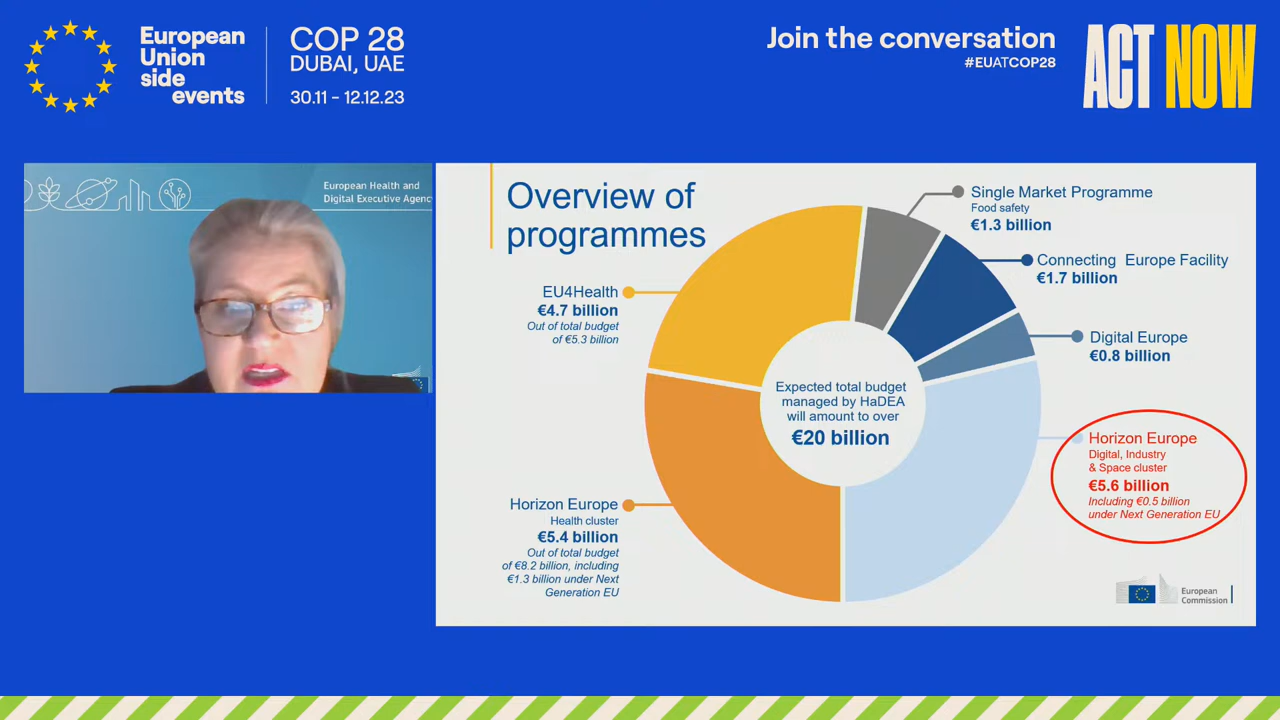 European
Union
side
events
COP 28
DUBAI, UAE
30.11 – 12.12.23
Join the conversation
#EUATCOP28
ACT NOW
European Health and
Digital Executive Agency
Overview of
programmes
Single Market Programme
Food safety
€1.3 billion
Connecting Europe Facility
€1.7 billion
Digital Europe
€0.8 billion
Horizon Europe
Digital, Industry
& Space cluster
€5.6 billion
Including €0.5 billion
under Next Generation EU
EU4Health
€4.7 billion
Out of total budget
of €5.3 billion
Expected total budget
managed by HaDEA
will amount to over
€20 billion
Horizon Europe
Health cluster
€5.4 billion
Out of total budget
of €8.2 billion, including
€1.3 billion under Next
Generation EU
European
Commission